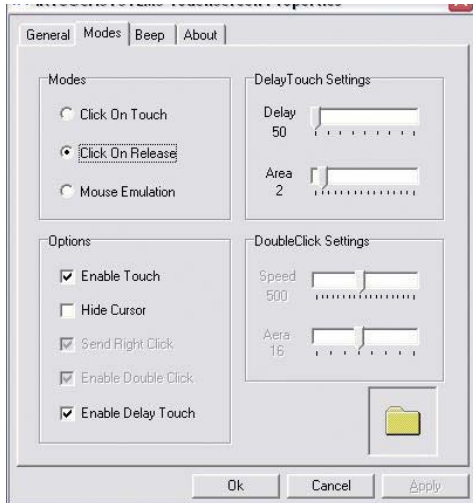 Touchscreen Properties
General Modes Beep About
Modes
Click On Touch
Click On Release
Mouse Emulation
DelayTouch Settings
Delay
50
Area
2
Options
Enable Touch
Hide Cursor
Send Right Click
Enable Double Click
Enable Delay Touch
DoubleClick Settings
Speed
500
Aera
16
Ok Cancel Apply